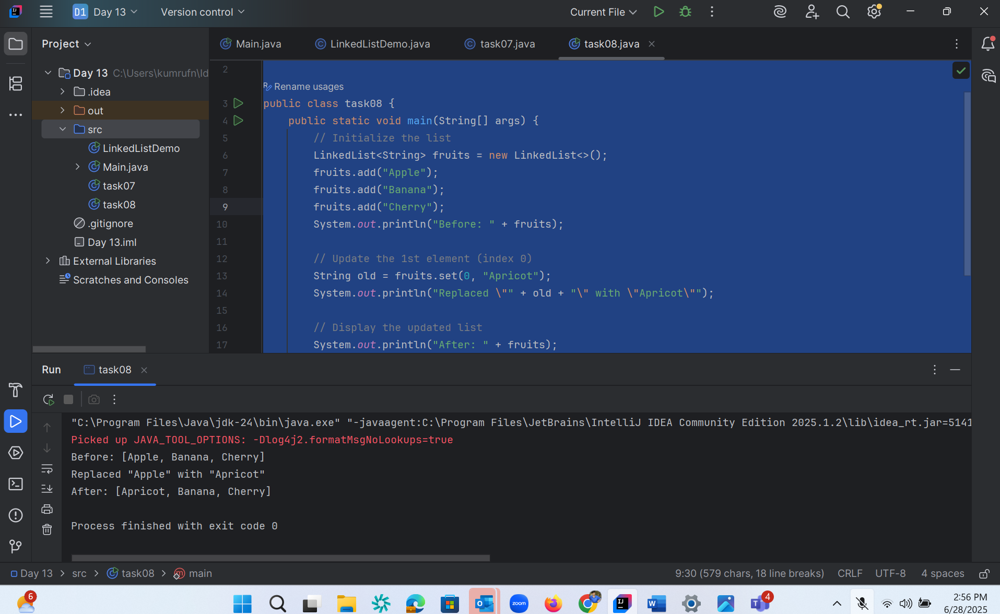 D1 Day 13 Version control Current File
Project
Main.java LinkedListDemo.java task07.java task08.java
Day 13 C:\Users\kumrufn\Id
.idea
out
src
LinkedListDemo
Main.java
task07
task08
.gitignore
Day 13.iml
External Libraries
Scratches and Consoles
2
Rename usages
3 public class task08 {
4 public static void main(String[] args) {
5 // Initialize the list
6 LinkedList<String> fruits = new LinkedList<>();
7 fruits.add("Apple");
8 fruits.add("Banana");
9 fruits.add("Cherry");
10 System.out.println("Before: " + fruits);
11
12 // Update the 1st element (index 0)
13 String old = fruits.set(0, "Apricot");
14 System.out.println("Replaced \"" + old + "\" with \"Apricot\"");
15
16 // Display the updated list
17 System.out.println("After: " + fruits);
Run task08
"C:\Program Files\Java\jdk-24\bin\java.exe" "-javaagent:C:\Program Files\JetBrains\IntelliJ IDEA Community Edition 2025.1.2\lib\idea_rt.jar=5141
Picked up JAVA_TOOL_OPTIONS: -Dlog4j2.formatMsgNoLookups=true
Before: [Apple, Banana, Cherry]
Replaced "Apple" with "Apricot"
After: [Apricot, Banana, Cherry]
Process finished with exit code 0
Day 13 > src > task08 > main 9:30 (579 chars, 18 line breaks) CRLF UTF-8 4 spaces
6 zoom 4 2:56 PM
6/28/2025